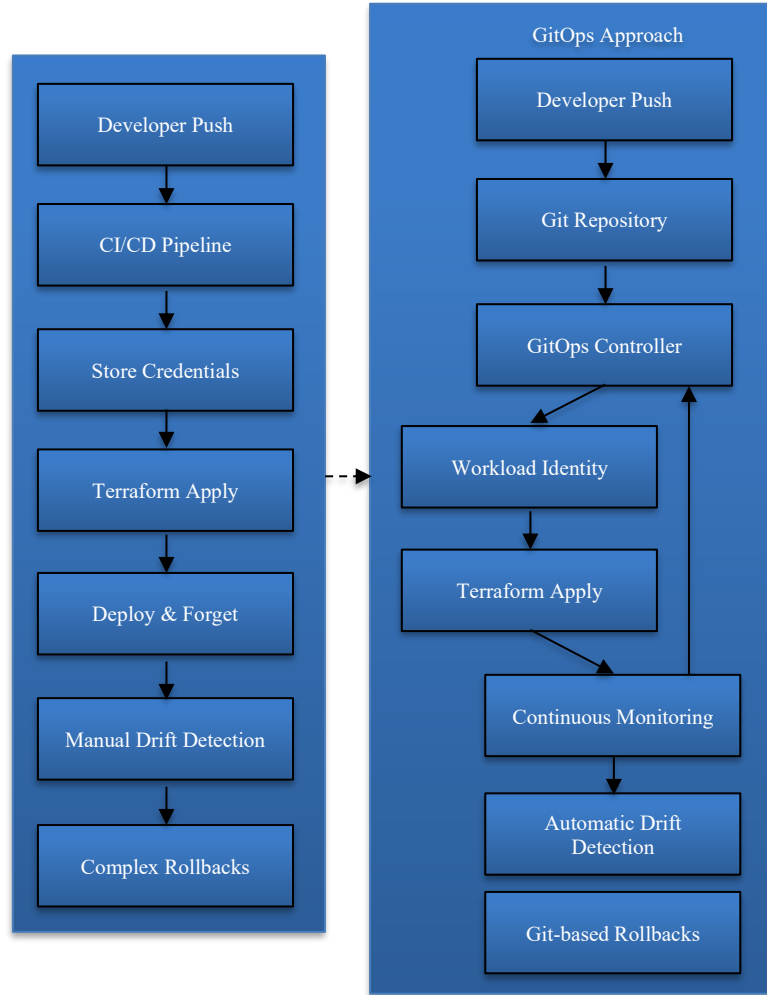 Developer Push
CI/CD Pipeline
Store Credentials
Terraform Apply
Deploy & Forget
Manual Drift Detection
Complex Rollbacks
GitOps Approach
Developer Push
Git Repository
GitOps Controller
Workload Identity
Terraform Apply
Continuous Monitoring
Automatic Drift
Detection
Git-based Rollbacks